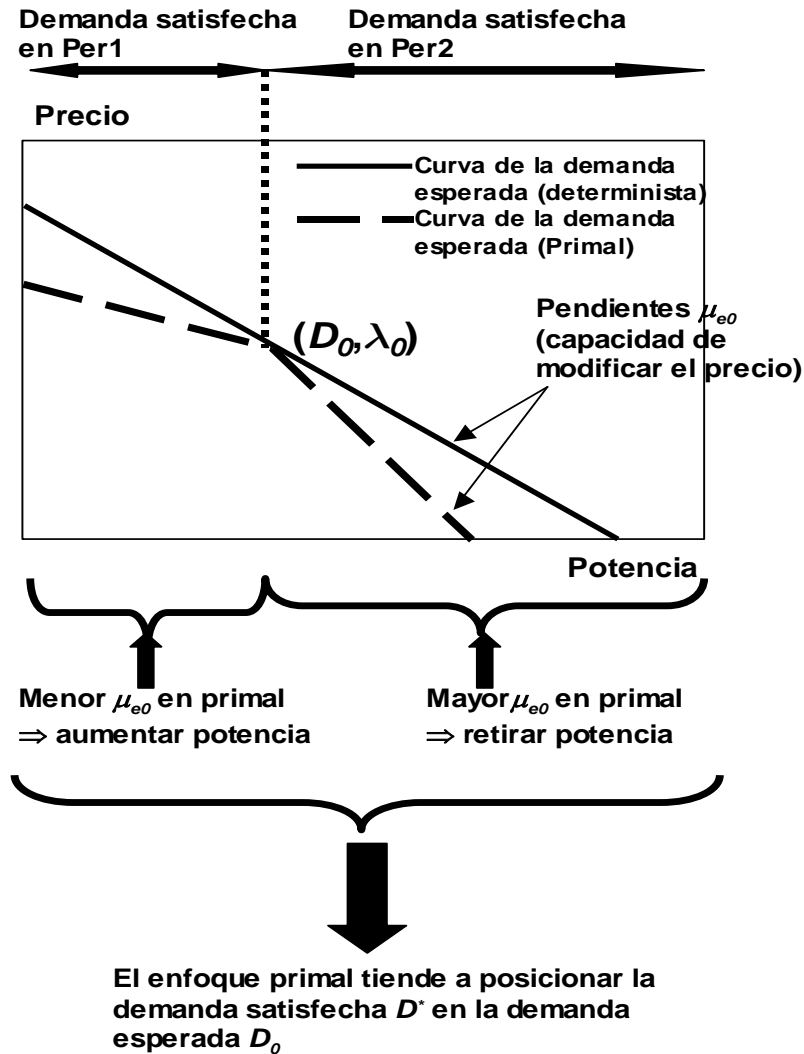 Demanda satisfecha
en Per1
Demanda satisfecha
en Per2
Precio
Curva de la demanda
esperada (determinista)
Curva de la demanda
esperada (Primal)
(D₀,λ₀)
Pendientes μₑ₀
(capacidad de
modificar el precio)
Potencia
Menor μₑ₀ en primal
⇒ aumentar potencia
Mayor μₑ₀ en primal
⇒ retirar potencia
El enfoque primal tiende a posicionar la
demanda satisfecha D* en la demanda
esperada D₀